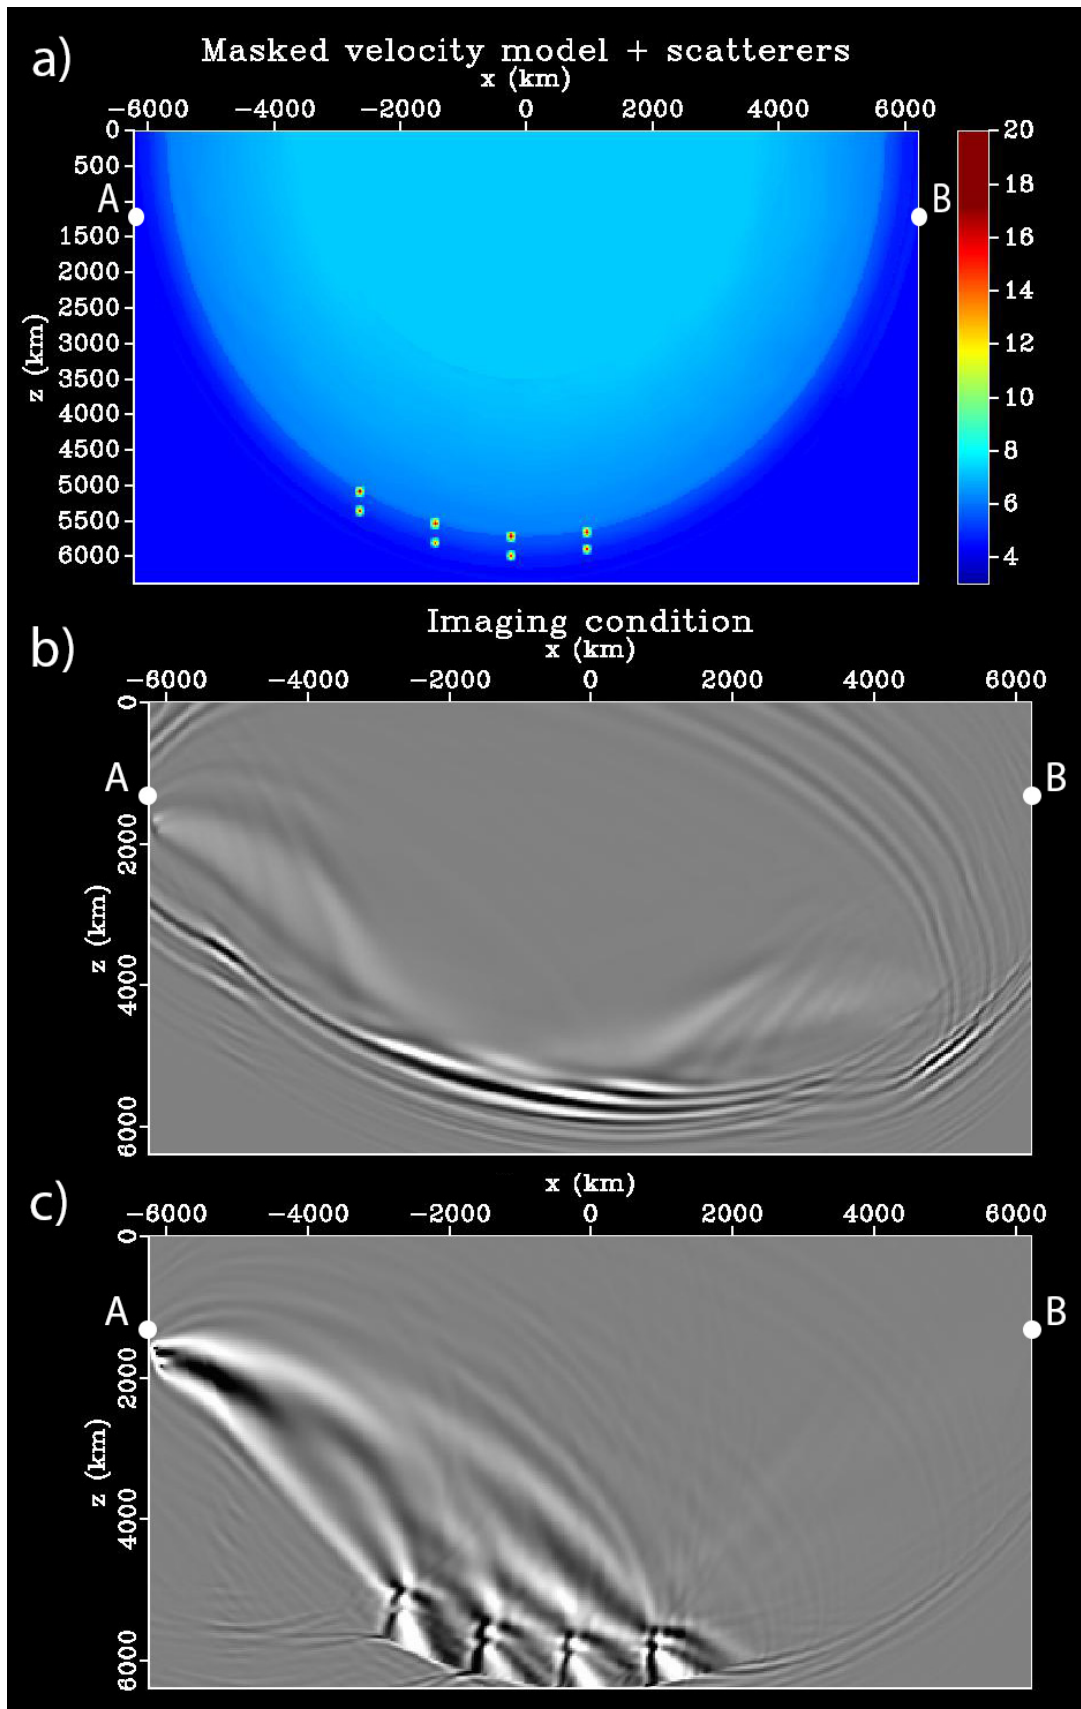 a)
Masked velocity model + scatterers
x (km)
−6000 −4000 −2000 0 2000 4000 6000
0
500
A
B
1500
2000
2500
3000
3500
4000
4500
5000
5500
6000
z (km)
20
18
16
14
12
10
8
6
4
b)
Imaging condition
x (km)
−6000 −4000 −2000 0 2000 4000 6000
0
A
B
2000
4000
6000
z (km)
c)
x (km)
−6000 −4000 −2000 0 2000 4000 6000
0
A
B
2000
4000
6000
z (km)